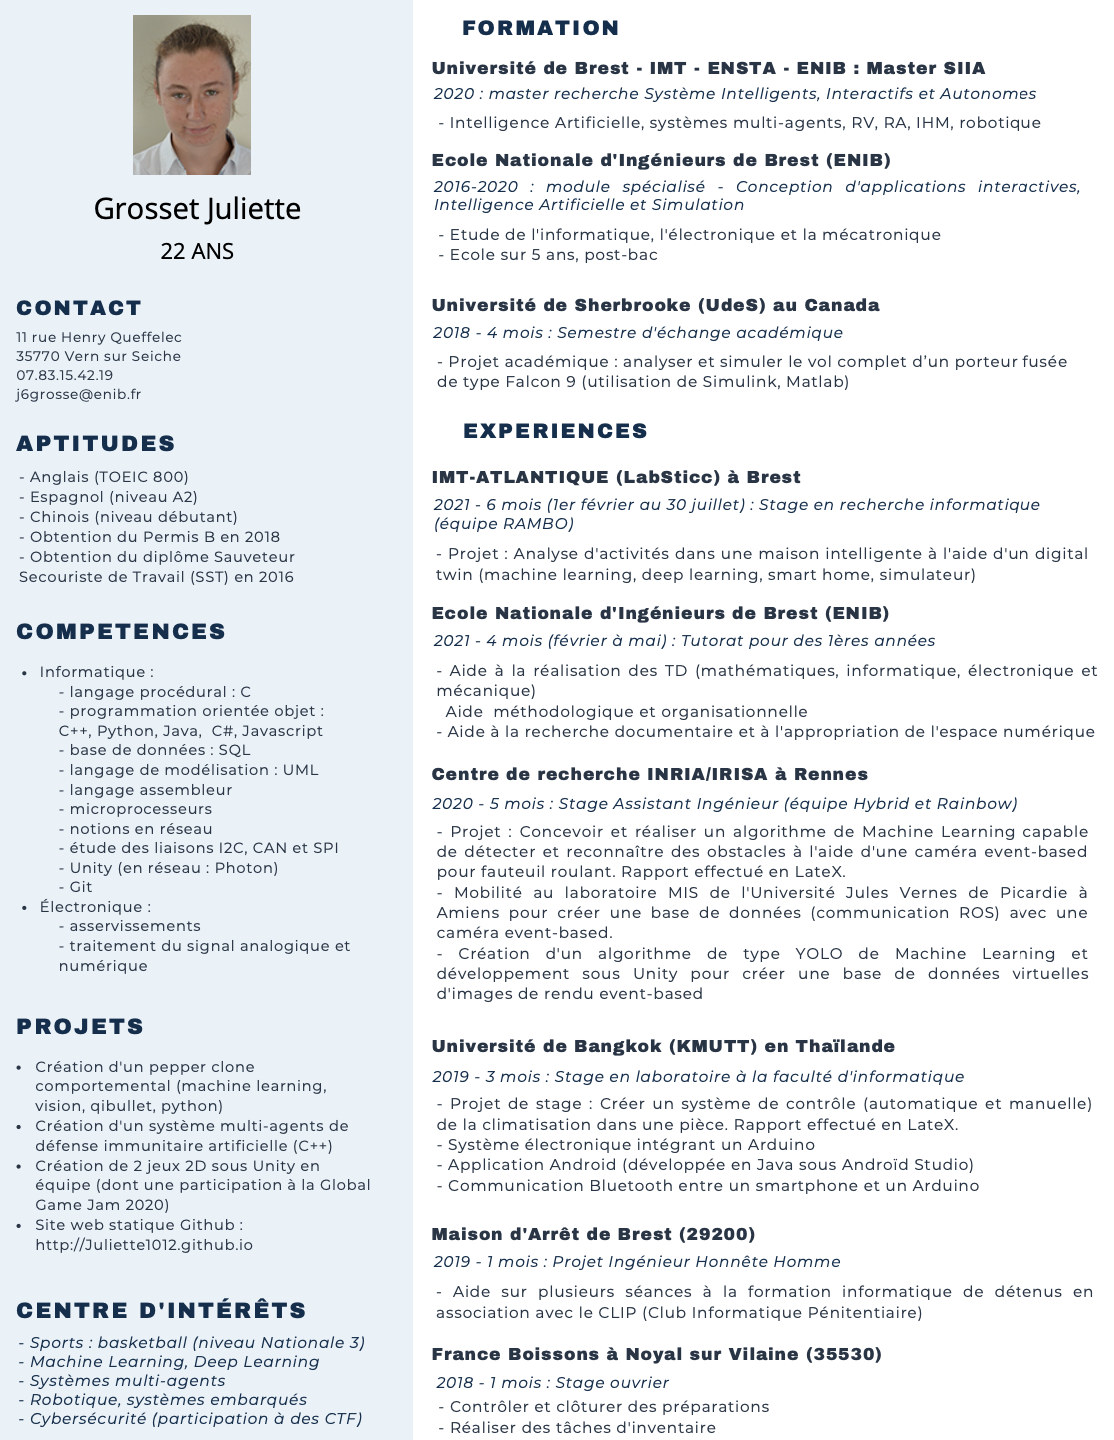 Grosset Juliette
22 ANS
CONTACT
11 rue Henry Queffelec
35770 Vern sur Seiche
07.83.15.42.19
j6grosse@enib.fr
APTITUDES
- Anglais (TOEIC 800)
- Espagnol (niveau A2)
- Chinois (niveau débutant)
- Obtention du Permis B en 2018
- Obtention du diplôme Sauveteur
Secouriste de Travail (SST) en 2016
COMPETENCES
• Informatique :
- langage procédural : C
- programmation orientée objet :
C++, Python, Java, C#, Javascript
- base de données : SQL
- langage de modélisation : UML
- langage assembleur
- microprocesseurs
- notions en réseau
- étude des liaisons I2C, CAN et SPI
- Unity (en réseau : Photon)
- Git
• Électronique :
- asservissements
- traitement du signal analogique et
numérique
PROJETS
• Création d'un pepper clone
comportemental (machine learning,
vision, qibullet, python)
• Création d'un système multi-agents de
défense immunitaire artificielle (C++)
• Création de 2 jeux 2D sous Unity en
équipe (dont une participation à la Global
Game Jam 2020)
• Site web statique Github :
http://Juliette1012.github.io
CENTRE D'INTÉRÊTS
- Sports : basketball (niveau Nationale 3)
- Machine Learning, Deep Learning
- Systèmes multi-agents
- Robotique, systèmes embarqués
- Cybersécurité (participation à des CTF)
FORMATION
Université de Brest - IMT - ENSTA - ENIB : Master SIIA
2020 : master recherche Système Intelligents, Interactifs et Autonomes
- Intelligence Artificielle, systèmes multi-agents, RV, RA, IHM, robotique
Ecole Nationale d'Ingénieurs de Brest (ENIB)
2016-2020 : module spécialisé - Conception d'applications interactives,
Intelligence Artificielle et Simulation
- Etude de l'informatique, l'électronique et la mécatronique
- Ecole sur 5 ans, post-bac
Université de Sherbrooke (UdeS) au Canada
2018 - 4 mois : Semestre d'échange académique
- Projet académique : analyser et simuler le vol complet d’un porteur fusée
de type Falcon 9 (utilisation de Simulink, Matlab)
EXPERIENCES
IMT-ATLANTIQUE (LabSticc) à Brest
2021 - 6 mois (1er février au 30 juillet) : Stage en recherche informatique
(équipe RAMBO)
- Projet : Analyse d'activités dans une maison intelligente à l'aide d'un digital
twin (machine learning, deep learning, smart home, simulateur)
Ecole Nationale d'Ingénieurs de Brest (ENIB)
2021 - 4 mois (février à mai) : Tutorat pour des 1ères années
- Aide à la réalisation des TD (mathématiques, informatique, électronique et
mécanique)
Aide méthodologique et organisationnelle
- Aide à la recherche documentaire et à l'appropriation de l'espace numérique
Centre de recherche INRIA/IRISA à Rennes
2020 - 5 mois : Stage Assistant Ingénieur (équipe Hybrid et Rainbow)
- Projet : Concevoir et réaliser un algorithme de Machine Learning capable
de détecter et reconnaître des obstacles à l'aide d'une caméra event-based
pour fauteuil roulant. Rapport effectué en LateX.
- Mobilité au laboratoire MIS de l'Université Jules Vernes de Picardie à
Amiens pour créer une base de données (communication ROS) avec une
caméra event-based.
- Création d'un algorithme de type YOLO de Machine Learning et
développement sous Unity pour créer une base de données virtuelles
d'images de rendu event-based
Université de Bangkok (KMUTT) en Thaïlande
2019 - 3 mois : Stage en laboratoire à la faculté d'informatique
- Projet de stage : Créer un système de contrôle (automatique et manuelle)
de la climatisation dans une pièce. Rapport effectué en LateX.
- Système électronique intégrant un Arduino
- Application Android (développée en Java sous Androïd Studio)
- Communication Bluetooth entre un smartphone et un Arduino
Maison d'Arrêt de Brest (29200)
2019 - 1 mois : Projet Ingénieur Honnête Homme
- Aide sur plusieurs séances à la formation informatique de détenus en
association avec le CLIP (Club Informatique Pénitentiaire)
France Boissons à Noyal sur Vilaine (35530)
2018 - 1 mois : Stage ouvrier
- Contrôler et clôturer des préparations
- Réaliser des tâches d'inventaire